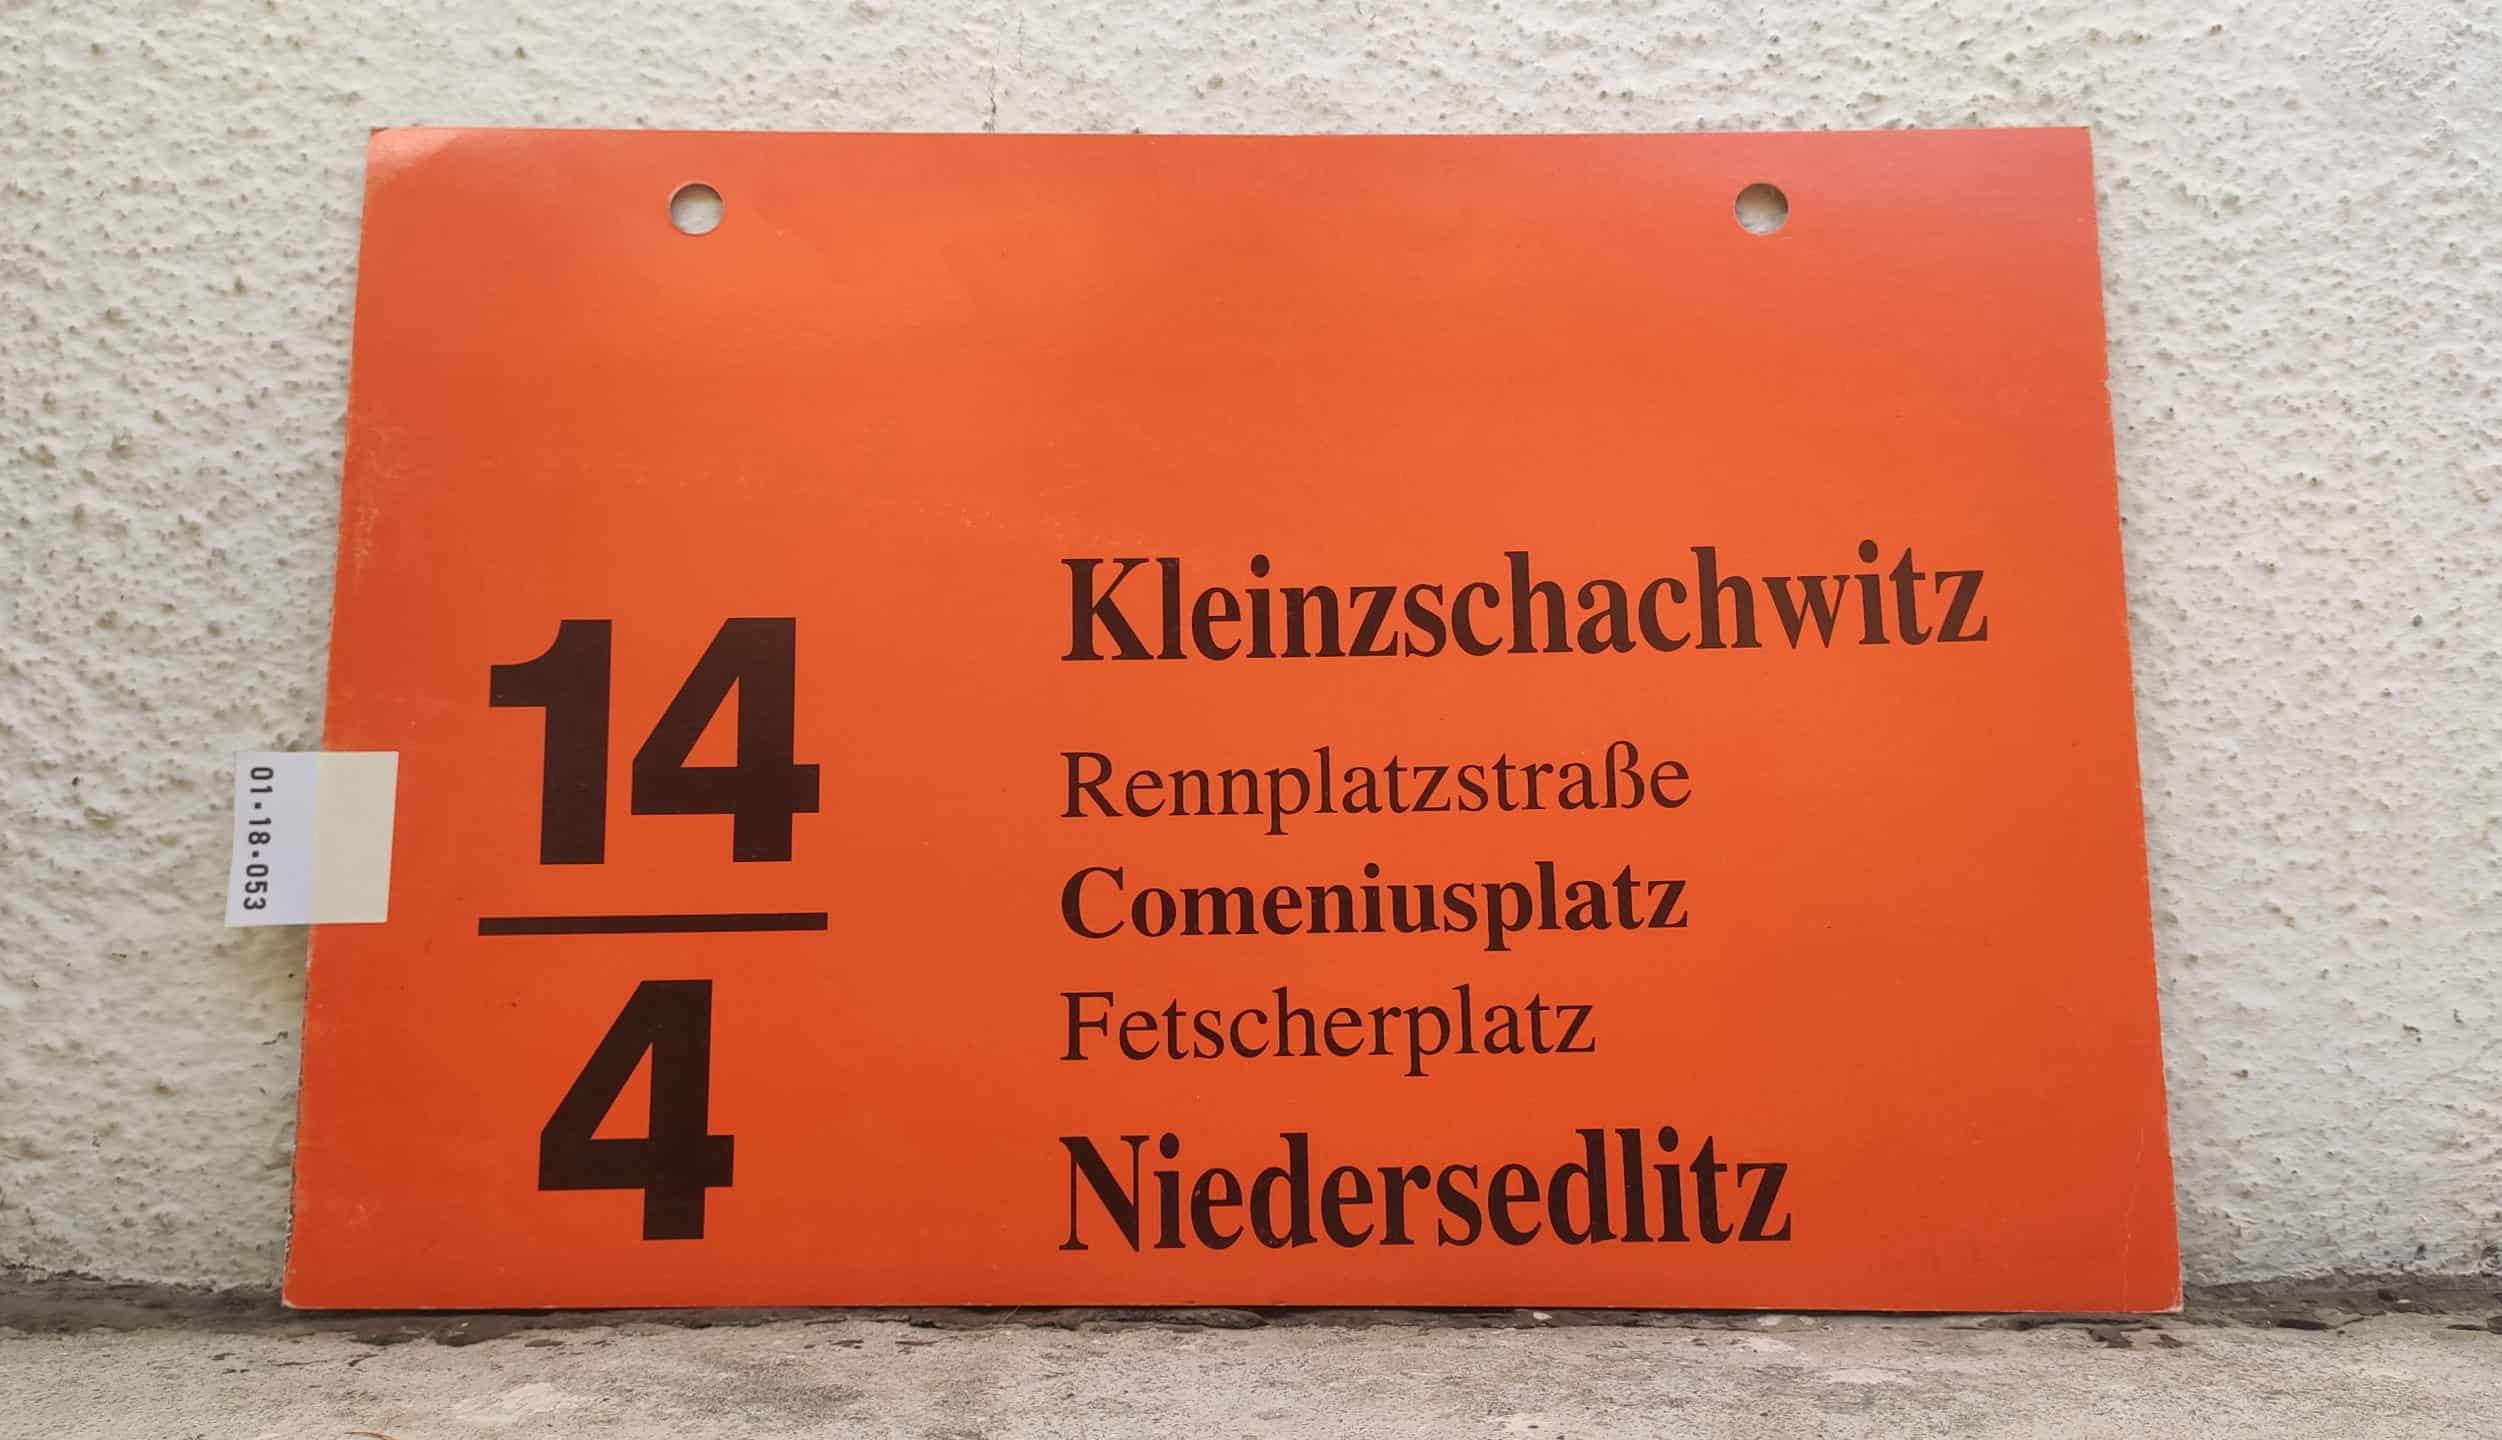 14
4
Kleinzschachwitz
Rennplatzstraße
Comeniusplatz
Fetscherplatz
Niedersedlitz
01·18·053